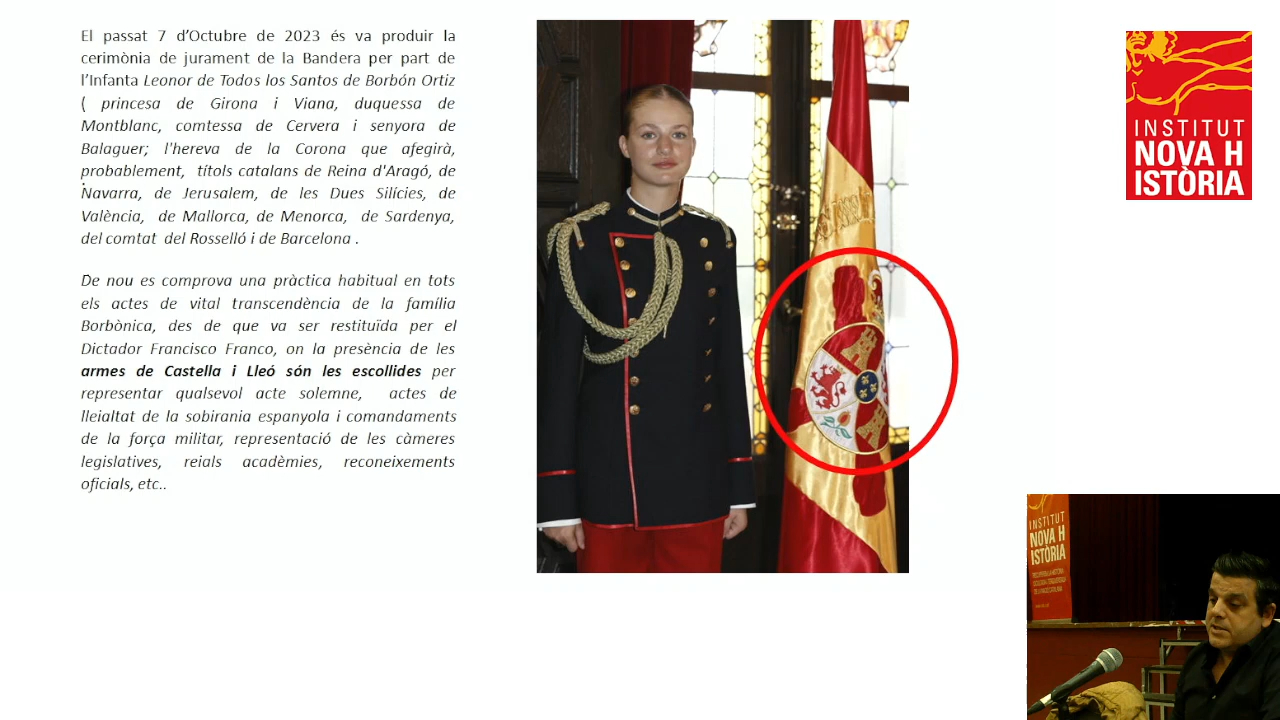 El passat 7 d’Octubre de 2023 és va produir la
cerimònia de jurament de la Bandera per part de
l’Infanta Leonor de Todos los Santos de Borbón Ortiz
( princesa de Girona i Viana, duquessa de
Montblanc, comtessa de Cervera i senyora de
Balaguer; l'hereva de la Corona que afegirà,
probablement, títols catalans de Reina d'Aragó, de
Navarra, de Jerusalem, de les Dues Silícies, de
València, de Mallorca, de Menorca, de Sardenya,
del comtat del Rosselló i de Barcelona .
De nou es comprova una pràctica habitual en tots
els actes de vital transcendència de la família
Borbònica, des de que va ser restituïda per el
Dictador Francisco Franco, on la presència de les
armes de Castella i Lleó són les escollides per
representar qualsevol acte solemne, actes de
lleialtat de la sobirania espanyola i comandaments
de la força militar, representació de les càmeres
legislatives, reials acadèmies, reconeixements
oficials, etc..
INSTITUT
NOVA H
ISTÒRIA
INSTITUT
NOVA H
ISTÒRIA